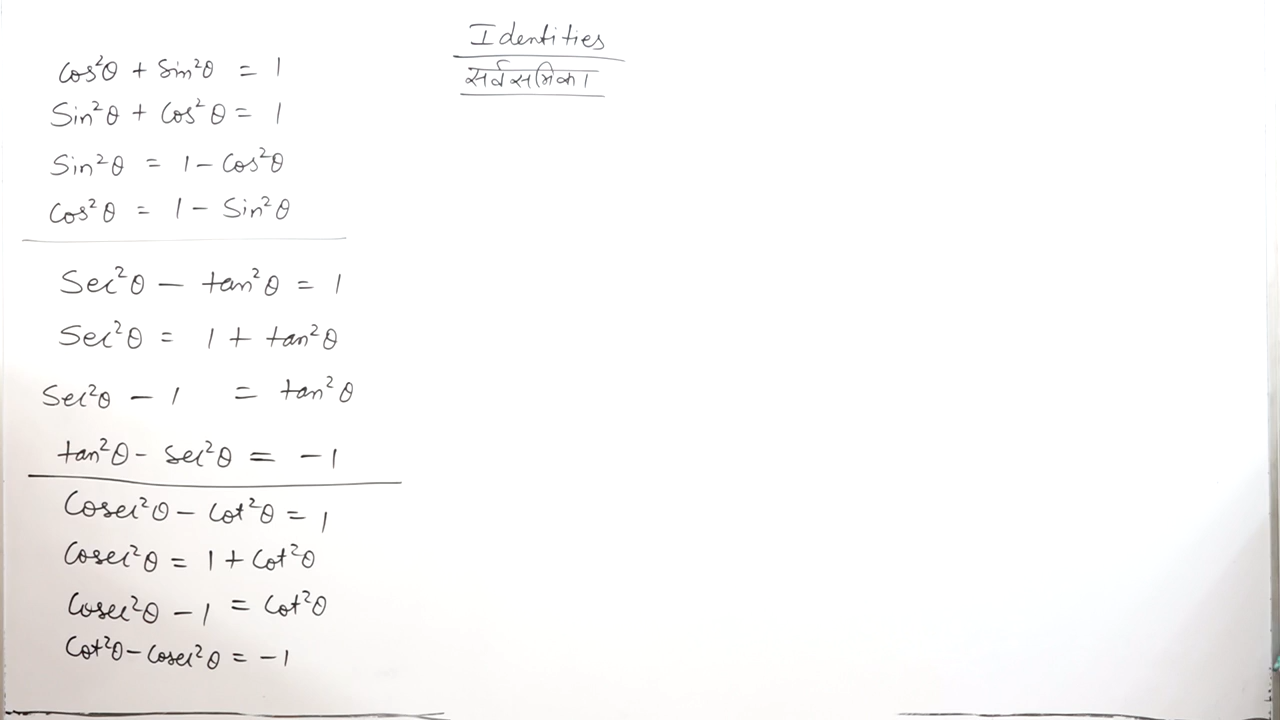 Identities
सर्वसमिका।
Cos²θ + Sin²θ = 1
Sin²θ + Cos²θ = 1
Sin²θ = 1 - Cos²θ
Cos²θ = 1 - Sin²θ
Sec²θ - tan²θ = 1
Sec²θ = 1 + tan²θ
Sec²θ - 1 = tan²θ
tan²θ - Sec²θ = -1
Cosec²θ - Cot²θ = 1
Cosec²θ = 1 + Cot²θ
Cosec²θ - 1 = Cot²θ
Cot²θ - Cosec²θ = -1